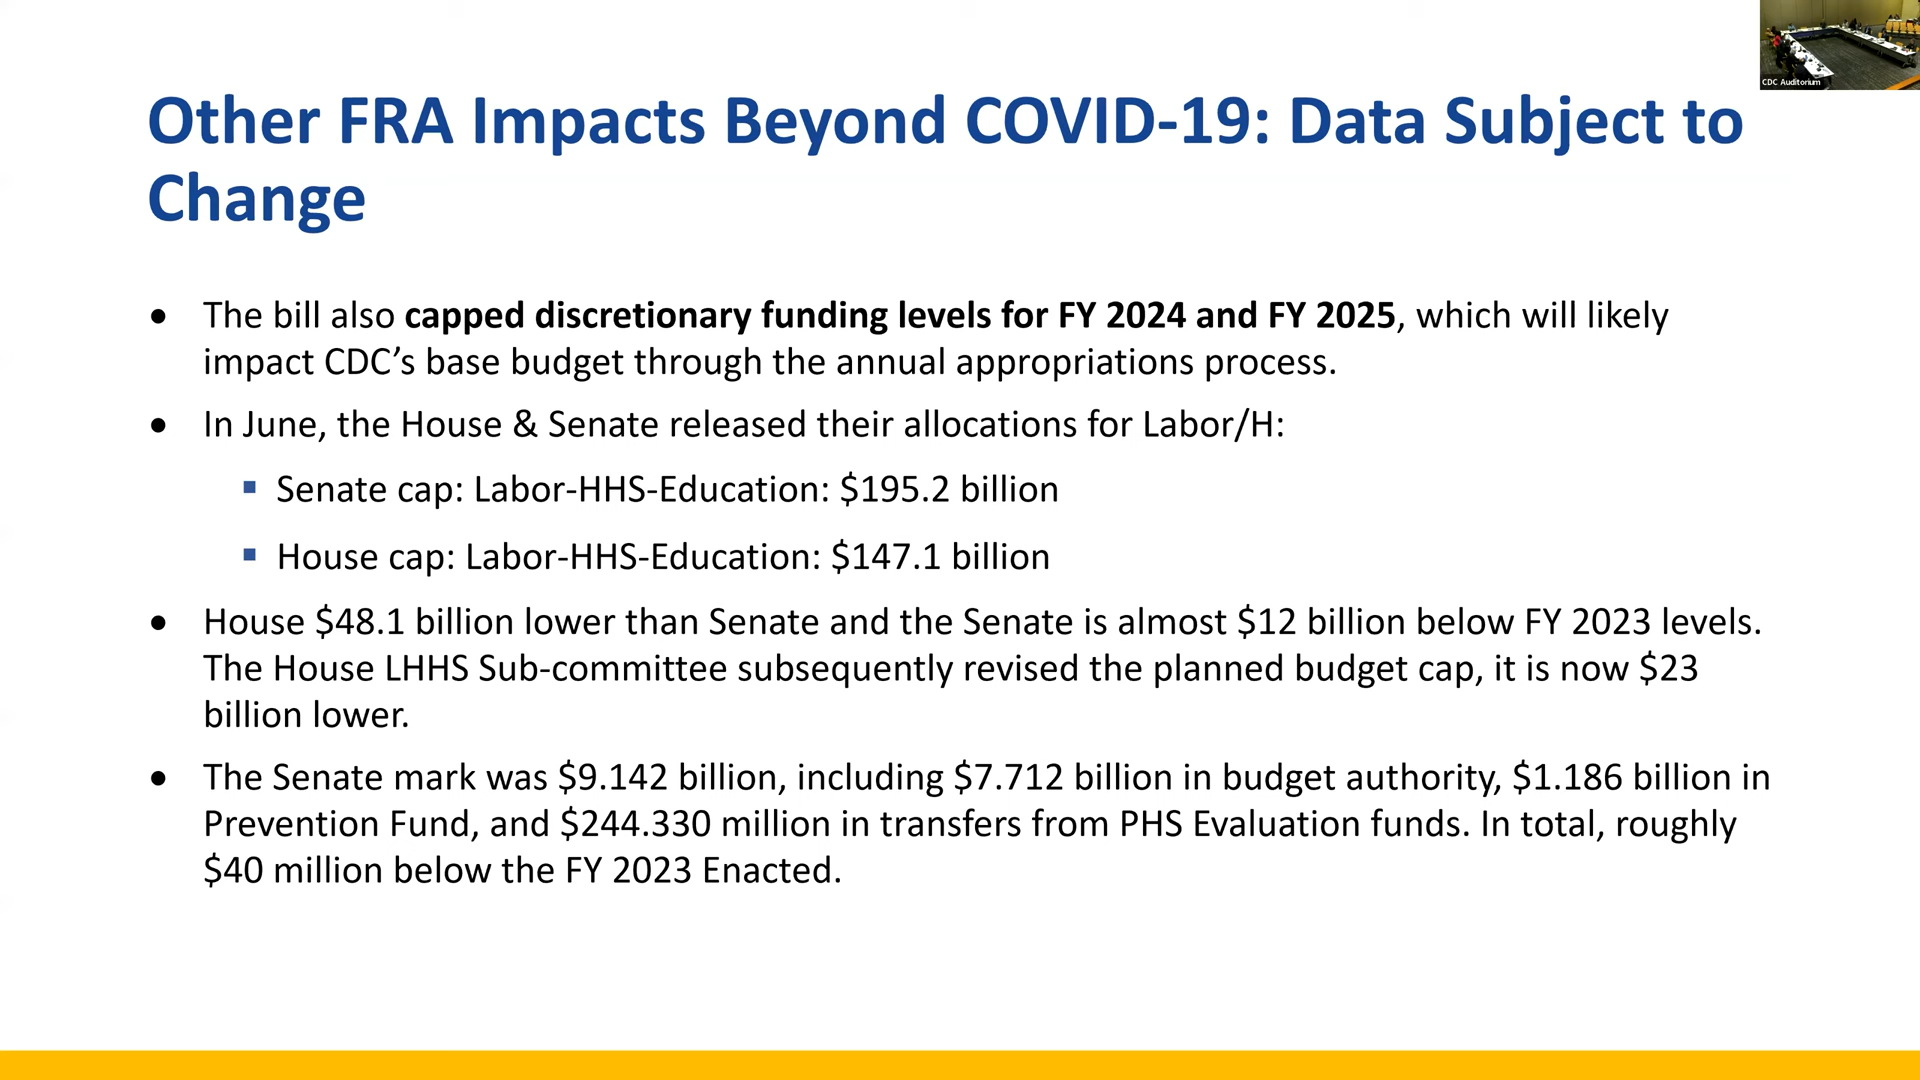 CDC Auditorium
Other FRA Impacts Beyond COVID-19: Data Subject to
Change
• The bill also capped discretionary funding levels for FY 2024 and FY 2025, which will likely
impact CDC’s base budget through the annual appropriations process.
• In June, the House & Senate released their allocations for Labor/H:
▪ Senate cap: Labor-HHS-Education: $195.2 billion
▪ House cap: Labor-HHS-Education: $147.1 billion
• House $48.1 billion lower than Senate and the Senate is almost $12 billion below FY 2023 levels.
The House LHHS Sub-committee subsequently revised the planned budget cap, it is now $23
billion lower.
• The Senate mark was $9.142 billion, including $7.712 billion in budget authority, $1.186 billion in
Prevention Fund, and $244.330 million in transfers from PHS Evaluation funds. In total, roughly
$40 million below the FY 2023 Enacted.